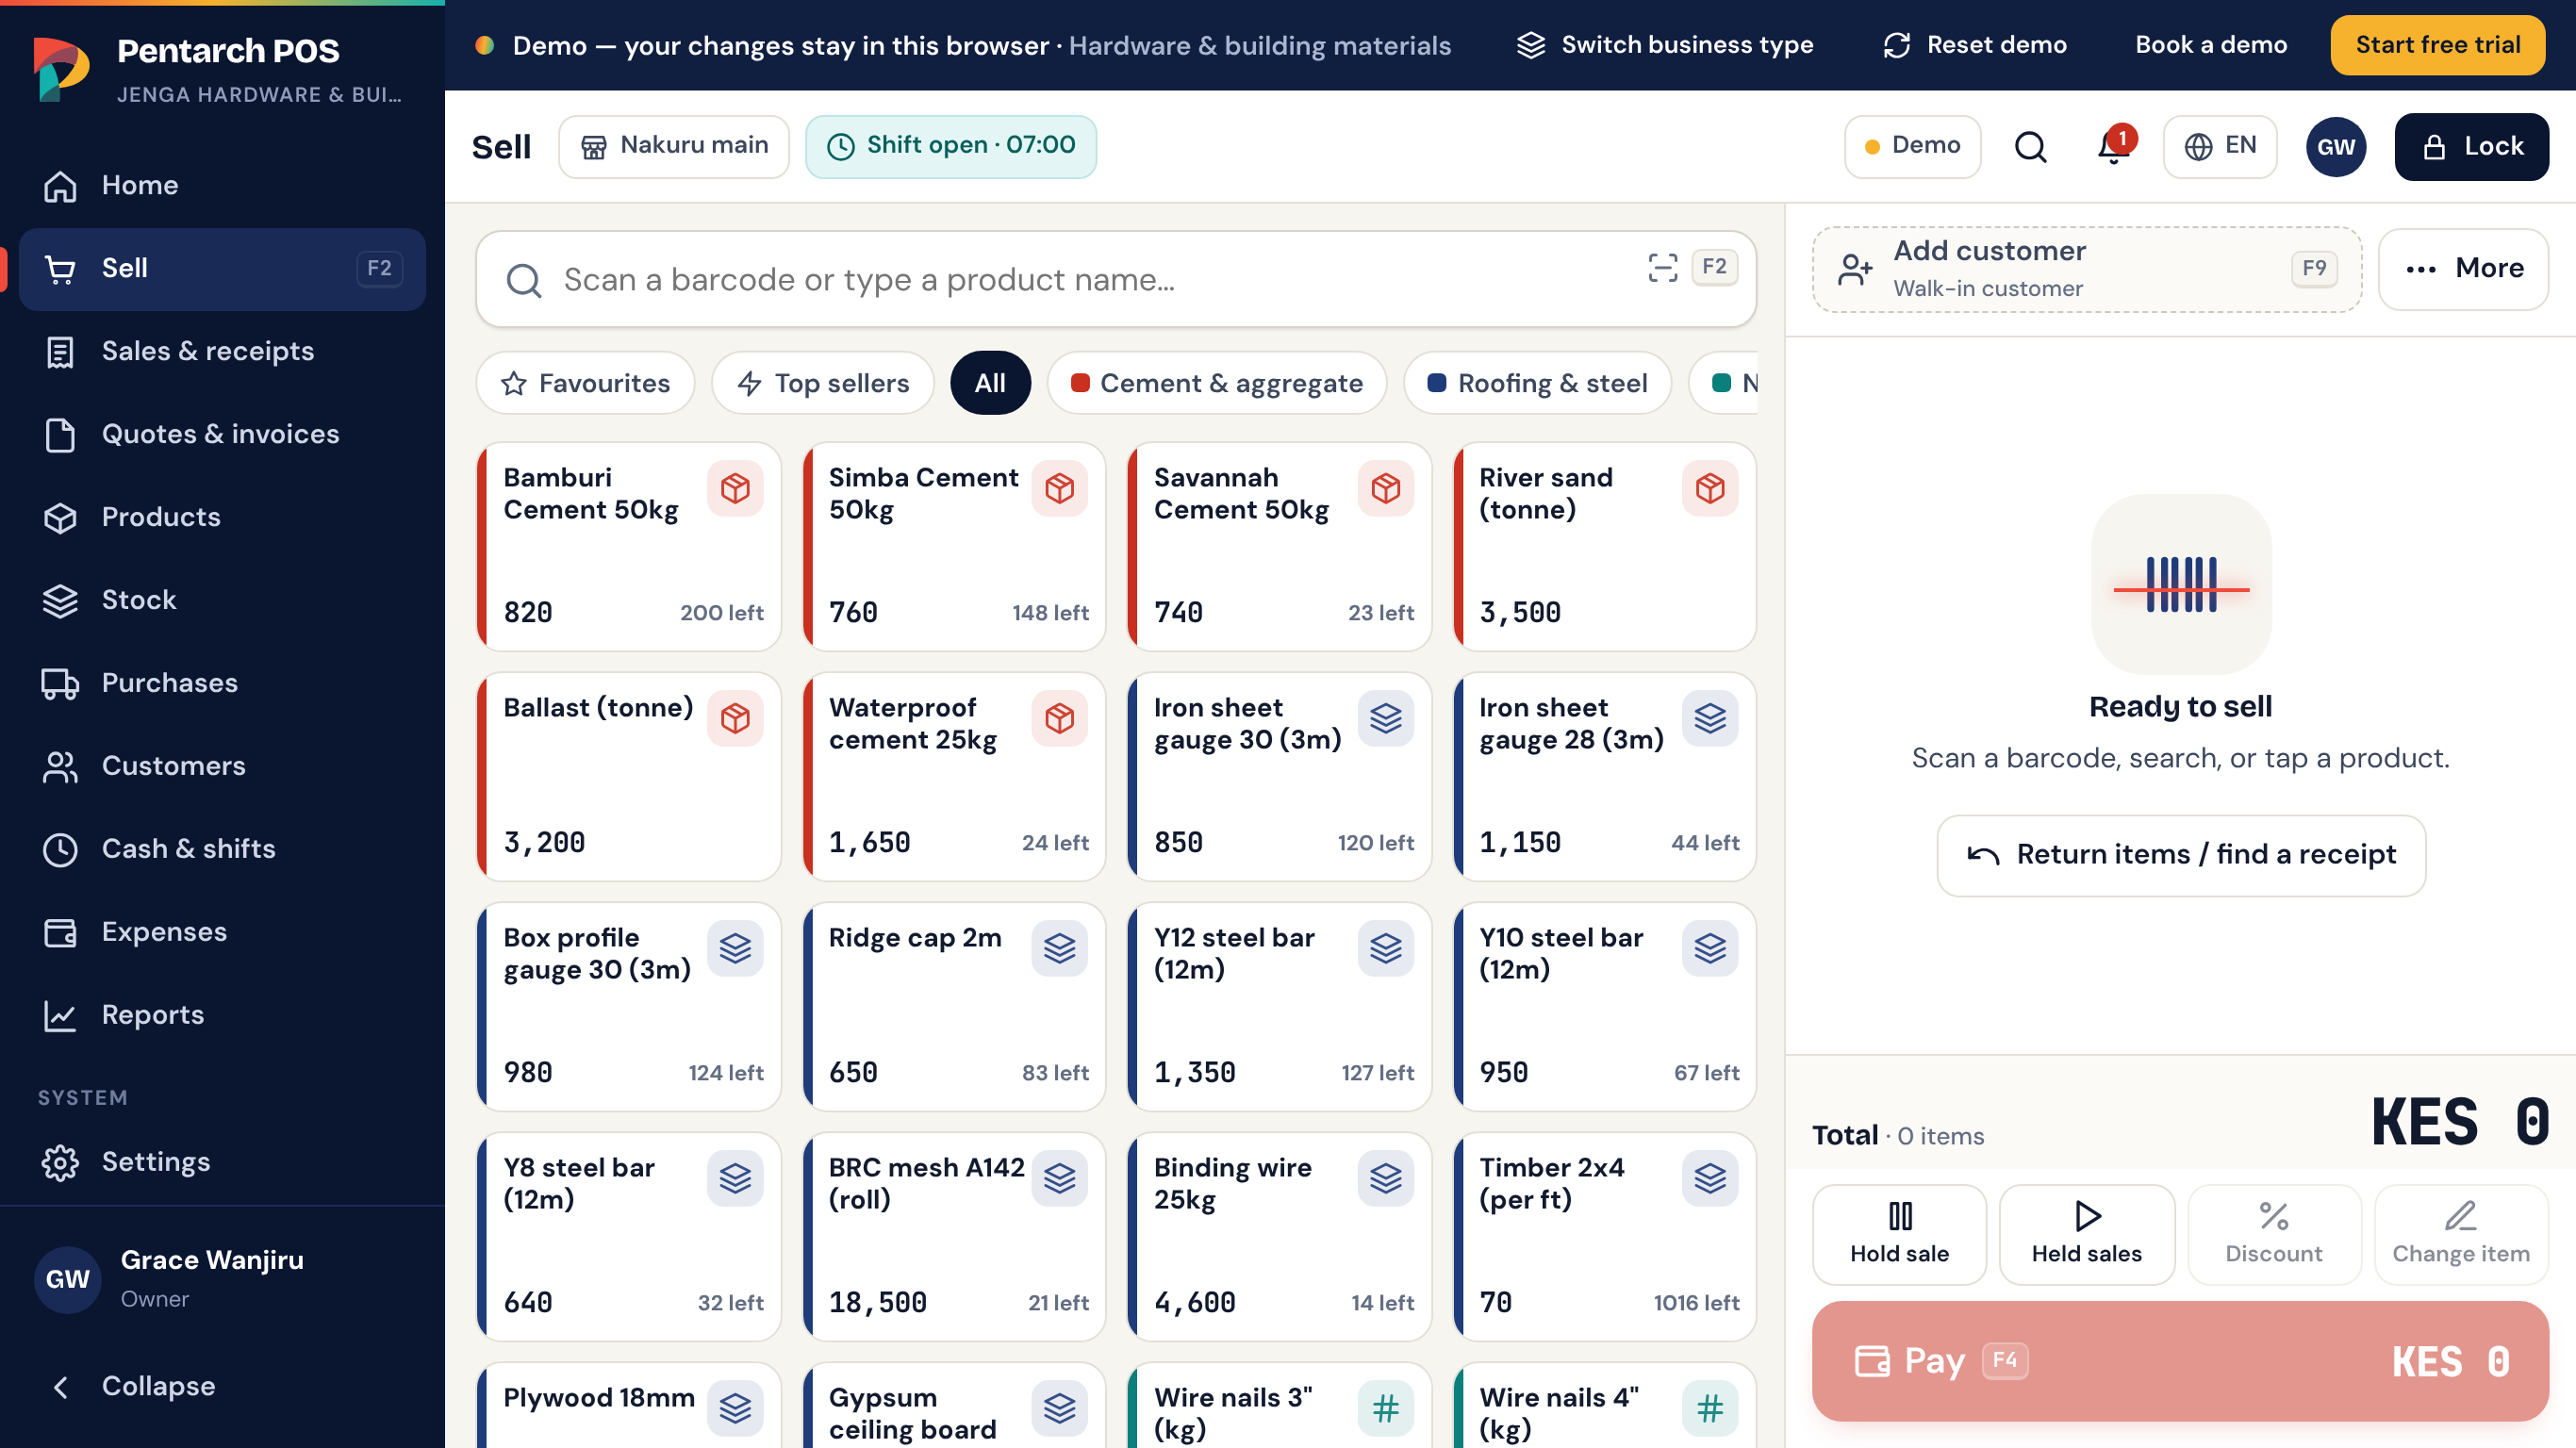 Pentarch POS
JENGA HARDWARE & BUI...
Home
Sell F2
Sales & receipts
Quotes & invoices
Products
Stock
Purchases
Customers
Cash & shifts
Expenses
Reports
SYSTEM
Settings
GW Grace Wanjiru
Owner
Collapse
Demo — your changes stay in this browser · Hardware & building materials
Switch business type
Reset demo
Book a demo
Start free trial
Sell
Nakuru main
Shift open · 07:00
Demo
1
EN
GW
Lock
Scan a barcode or type a product name... F2
Favourites
Top sellers
All
Cement & aggregate
Roofing & steel
N
Bamburi
Cement 50kg
820 200 left
Simba Cement
50kg
760 148 left
Savannah
Cement 50kg
740 23 left
River sand
(tonne)
3,500
Ballast (tonne)
3,200
Waterproof
cement 25kg
1,650 24 left
Iron sheet
gauge 30 (3m)
850 120 left
Iron sheet
gauge 28 (3m)
1,150 44 left
Box profile
gauge 30 (3m)
980 124 left
Ridge cap 2m
650 83 left
Y12 steel bar
(12m)
1,350 127 left
Y10 steel bar
(12m)
950 67 left
Y8 steel bar
(12m)
640 32 left
BRC mesh A142
(roll)
18,500 21 left
Binding wire
25kg
4,600 14 left
Timber 2x4
(per ft)
70 1016 left
Plywood 18mm
Gypsum
ceiling board
Wire nails 3"
(kg)
Wire nails 4"
(kg)
Add customer
Walk-in customer
F9
More
Ready to sell
Scan a barcode, search, or tap a product.
Return items / find a receipt
Total · 0 items KES 0
Hold sale
Held sales
Discount
Change item
Pay F4 KES 0